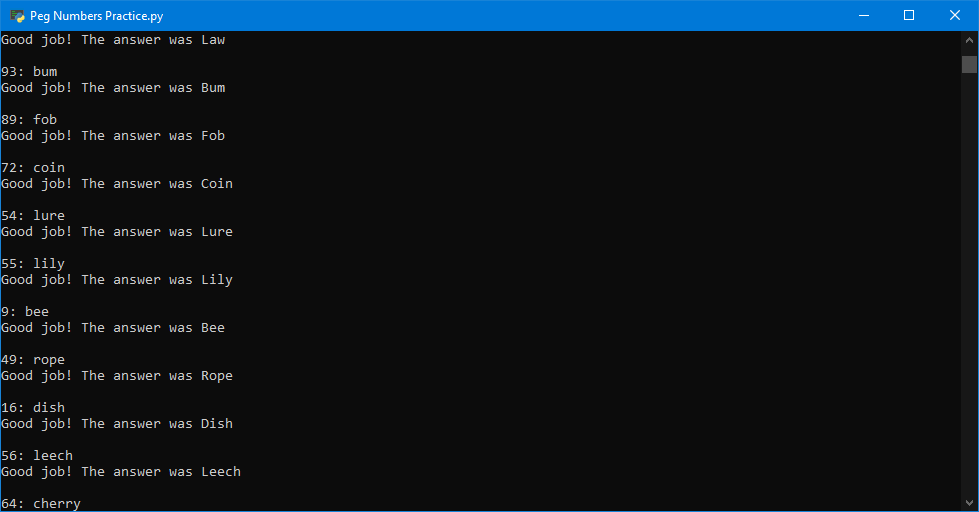 Peg Numbers Practice.py
Good job! The answer was Law
93: bum
Good job! The answer was Bum
89: fob
Good job! The answer was Fob
72: coin
Good job! The answer was Coin
54: lure
Good job! The answer was Lure
55: lily
Good job! The answer was Lily
9: bee
Good job! The answer was Bee
49: rope
Good job! The answer was Rope
16: dish
Good job! The answer was Dish
56: leech
Good job! The answer was Leech
64: cherry